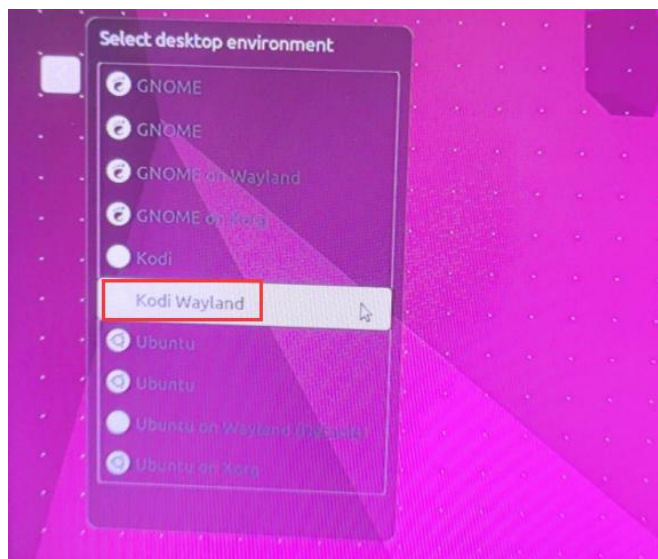 Select desktop environment
GNOME
GNOME
GNOME on Wayland
GNOME on Xorg
Kodi
Kodi Wayland
Ubuntu
Ubuntu
Ubuntu on Wayland (Default)
Ubuntu on Xorg